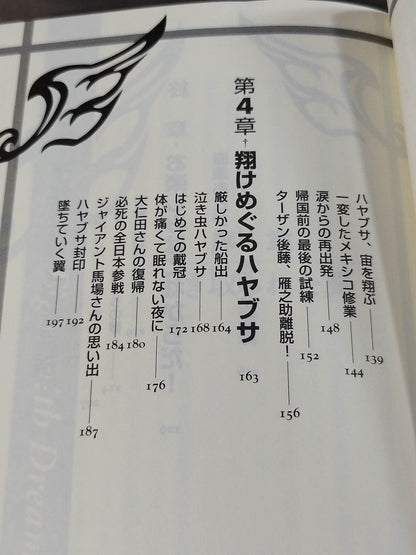 ハヤブサ、宙を翔ぶ 139
一変したメキシコ修業 144
涙からの再出発 148
帰国前の最後の試練 152
ターザン後藤、雁之助離脱！ 156
第4章†翔けめぐるハヤブサ 163
厳しかった船出 164
泣き虫ハヤブサ 168
はじめての戴冠 172
体が痛くて眠れない夜に 176
大仁田さんの復帰 180
必死の全日本参戦 184
ジャイアント馬場さんの思い出 187
ハヤブサ封印 192
墜ちていく翼 197